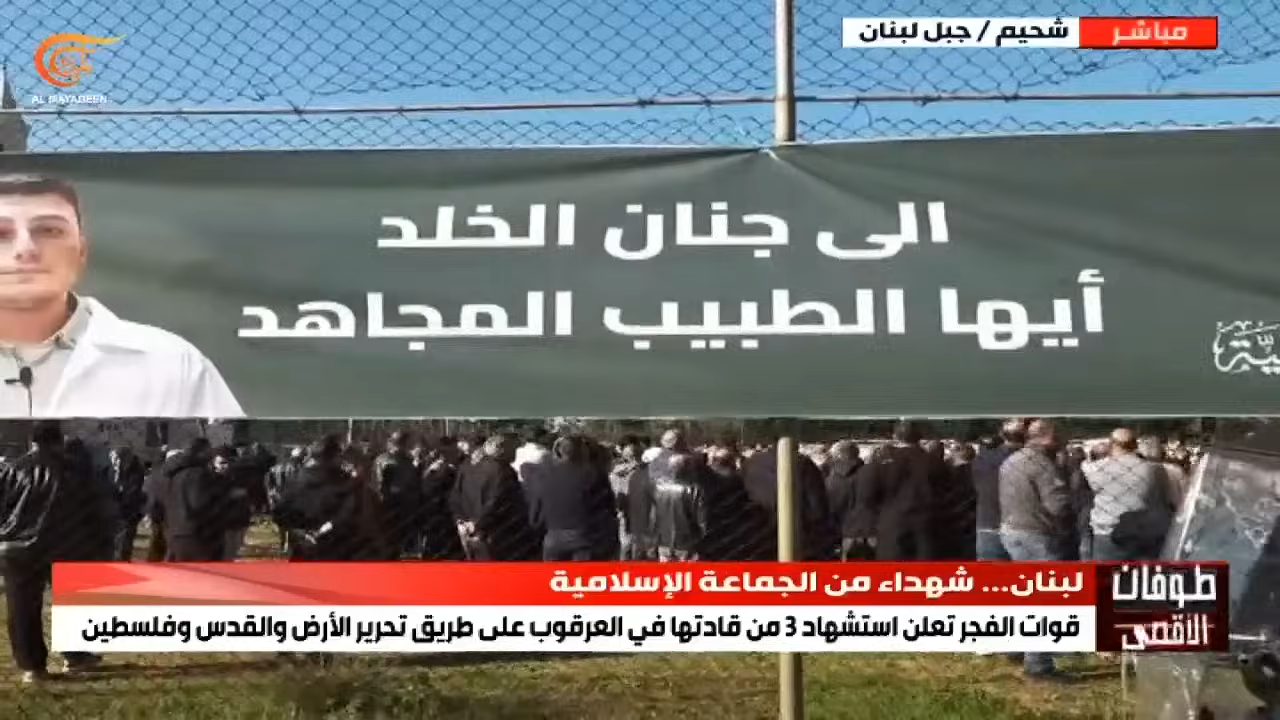 مباشر
شحيم / جبل لبنان
AL MAYADEEN
الى جنان الخلد
أيها الطبيب المجاهد
لبنان... شهداء من الجماعة الإسلامية
قوات الفجر تعلن استشهاد 3 من قادتها في العرقوب على طريق تحرير الأرض والقدس وفلسطين
طوفان
الأقصى